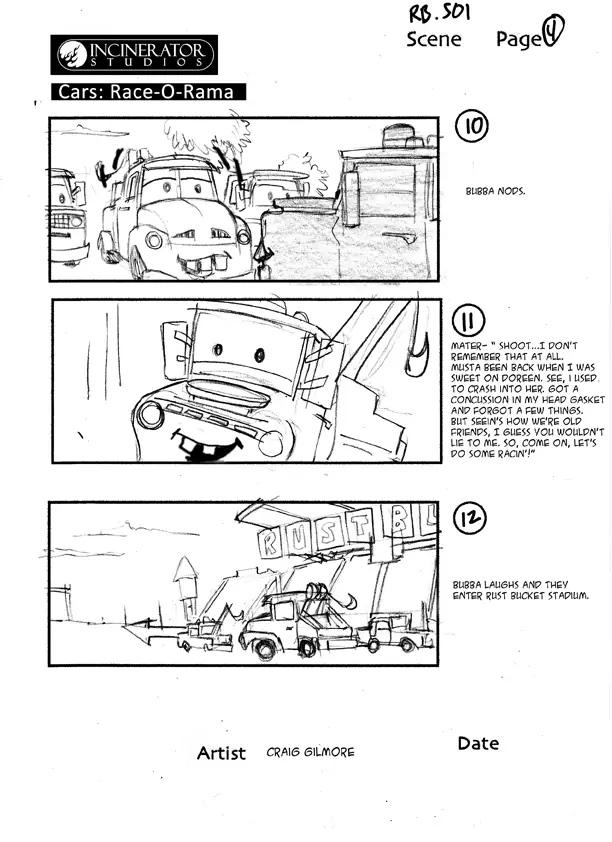 RB.S01
Scene Page 4
INCINERATOR
STUDIOS
Cars: Race-O-Rama
10
BUBBA NODS.
11
MATER- " SHOOT...I DON'T
REMEMBER THAT AT ALL.
MUSTA BEEN BACK WHEN I WAS
SWEET ON DOREEN. SEE, I USED
TO CRASH INTO HER. GOT A
CONCUSSION IN MY HEAD GASKET
AND FORGOT A FEW THINGS.
BUT SEEIN'S HOW WE'RE OLD
FRIENDS, I GUESS YOU WOULDN'T
LIE TO ME. SO, COME ON, LET'S
DO SOME RACIN'!"
RUST BU
12
BUBBA LAUGHS AND THEY
ENTER RUST BUCKET STADIUM.
Artist CRAIG GILMORE
Date